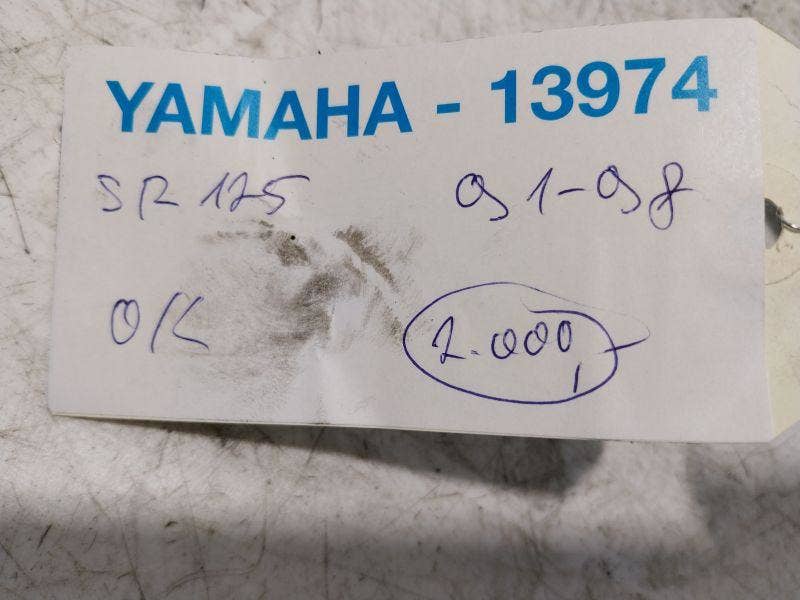 YAMAHA - 13974
SR 125 91-98
O/K
2.000,